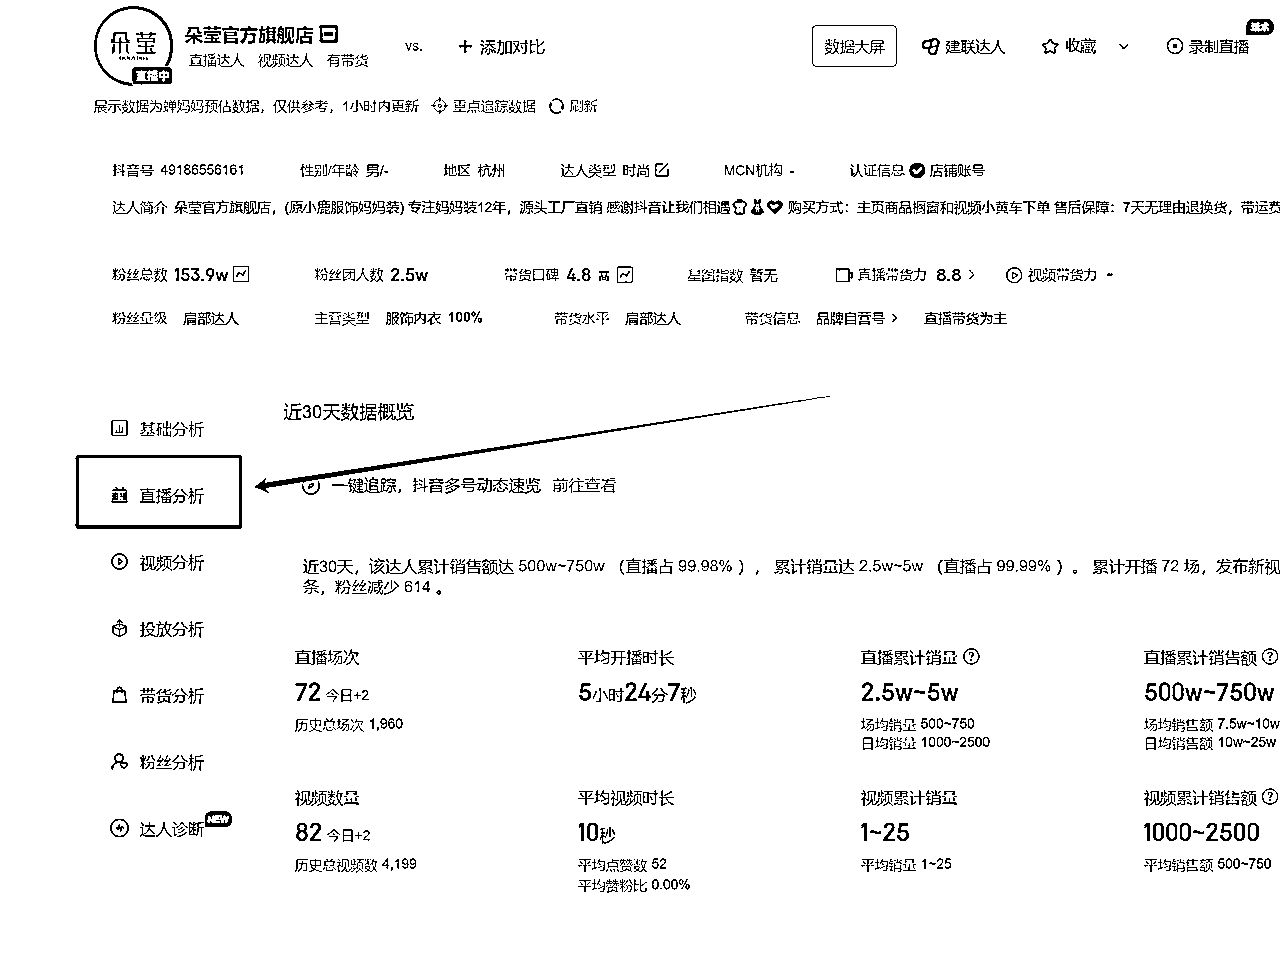 朵莹
直播中
朵莹官方旗舰店
直播达人 视频达人 有带货
vs.
+ 添加对比
数据大屏
建联达人
收藏
录制直播
展示数据为蝉妈妈预估数据，仅供参考，1小时内更新 重点追踪数据 刷新
抖音号 49186556161 性别/年龄 男/- 地区 杭州 达人类型 时尚 MCN机构 - 认证信息 店铺账号
达人简介 朵莹官方旗舰店，(原小鹿服饰妈妈装) 专注妈妈装12年，源头工厂直销 感谢抖音让我们相遇 购买方式：主页商品橱窗和视频小黄车下单 售后保障：7天无理由退换货，带运费
粉丝总数 153.9w 粉丝团人数 2.5w 带货口碑 4.8 高 星图指数 暂无 直播带货力 8.8 > 视频带货力 -
粉丝量级 肩部达人 主营类型 服饰内衣 100% 带货水平 肩部达人 带货信息 品牌自营号 > 直播带货为主
基础分析
直播分析
视频分析
投放分析
带货分析
粉丝分析
达人诊断 NEW
近30天数据概览
一键追踪，抖音多号动态速览 前往查看
近30天，该达人累计销售额达 500w~750w （直播占 99.98% ）， 累计销量达 2.5w~5w （直播占 99.99% ）。 累计开播 72 场，发布新视
条，粉丝减少 614 。
直播场次 平均开播时长 直播累计销量 直播累计销售额
72 今日+2 5小时24分7秒 2.5w~5w 500w~750w
历史总场次 1,960 场均销量 500~750 场均销售额 7.5w~10w
日均销量 1000~2500 日均销售额 10w~25w
视频数量 平均视频时长 视频累计销量 视频累计销售额
82 今日+2 10秒 1~25 1000~2500
历史总视频数 4,199 平均点赞数 52 平均销量 1~25 平均销售额 500~750
平均赞粉比 0.00%